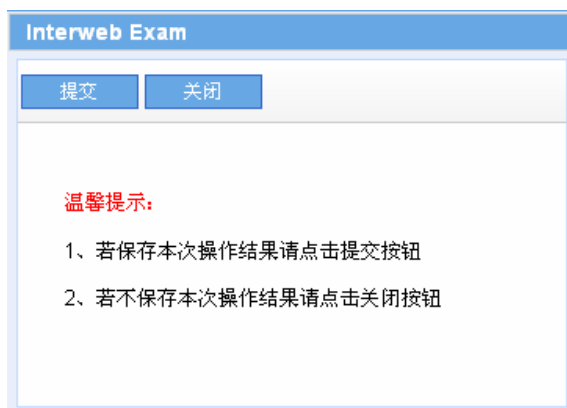 Interweb Exam
提交 关闭
温馨提示：
1、若保存本次操作结果请点击提交按钮
2、若不保存本次操作结果请点击关闭按钮